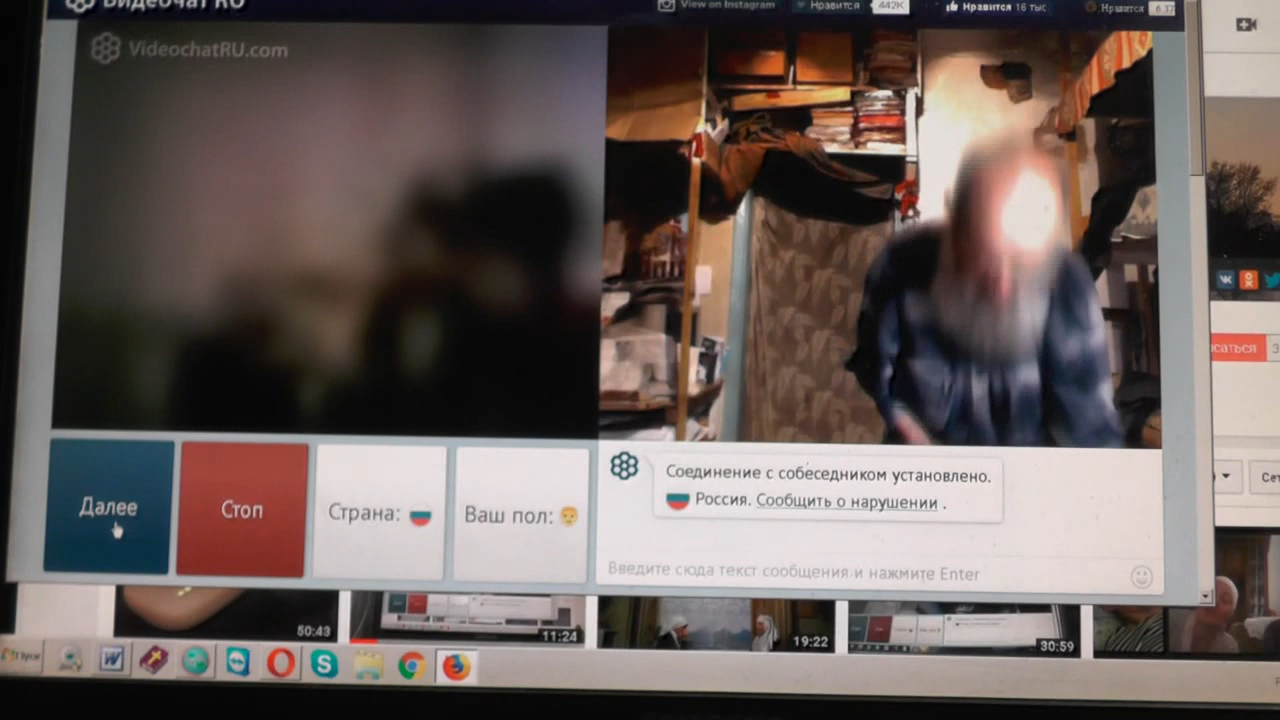 Видеочат RU
View on Instagram
Нравится 442K
Нравится 16 тыс.
Нравится
VideochatRU.com
Далее
Стоп
Страна:
Ваш пол:
Соединение с собеседником установлено.
Россия. Сообщить о нарушении .
Введите сюда текст сообщения и нажмите Enter
50:43
11:24
19:22
30:59